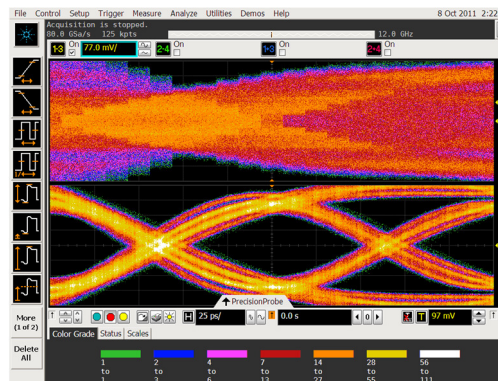 File Control Setup Trigger Measure Analyze Utilities Demos Help 8 Oct 2011 2:22
Acquisition is stopped.
80.0 GSa/s 125 kpts 12.0 GHz
1-3 On 77.0 mV/ 2-4 On 1-3 On 2-4 On
PrecisionProbe
More
(1 of 2)
H 25 ps/ 0.0 s 0 T 97 mV
Delete
All
Color Grade Status Scales
1 2 4 7 14 28 56
to to to to to to to
1 3 6 13 27 55 111